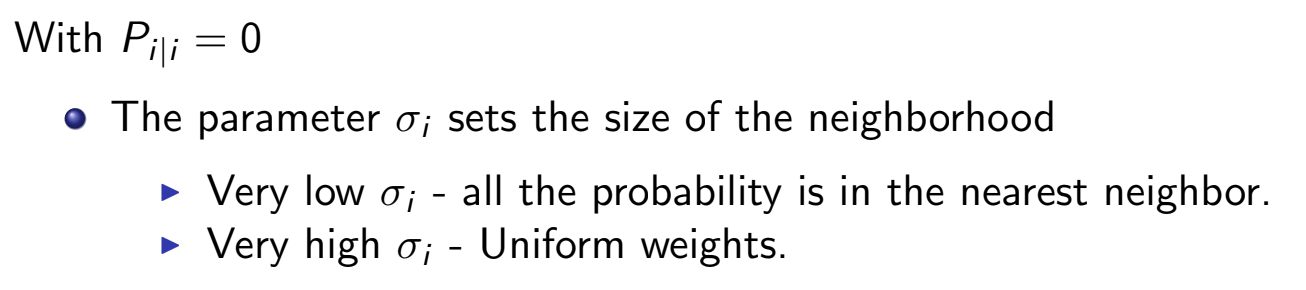 With $P_{i|i} = 0$
• The parameter $\sigma_i$ sets the size of the neighborhood
▶ Very low $\sigma_i$ - all the probability is in the nearest neighbor.
▶ Very high $\sigma_i$ - Uniform weights.